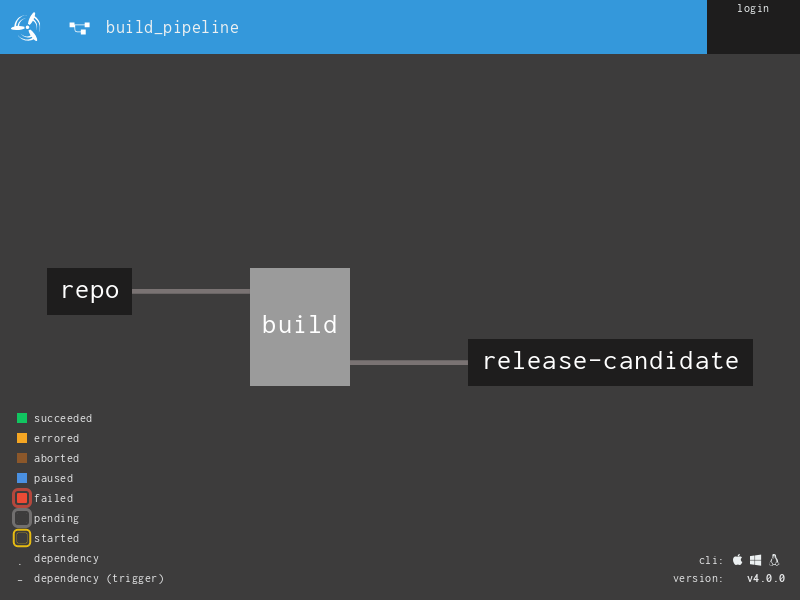 build_pipeline
login
repo
build
release-candidate
succeeded
errored
aborted
paused
failed
pending
started
dependency
dependency (trigger)
cli:
version: v4.0.0